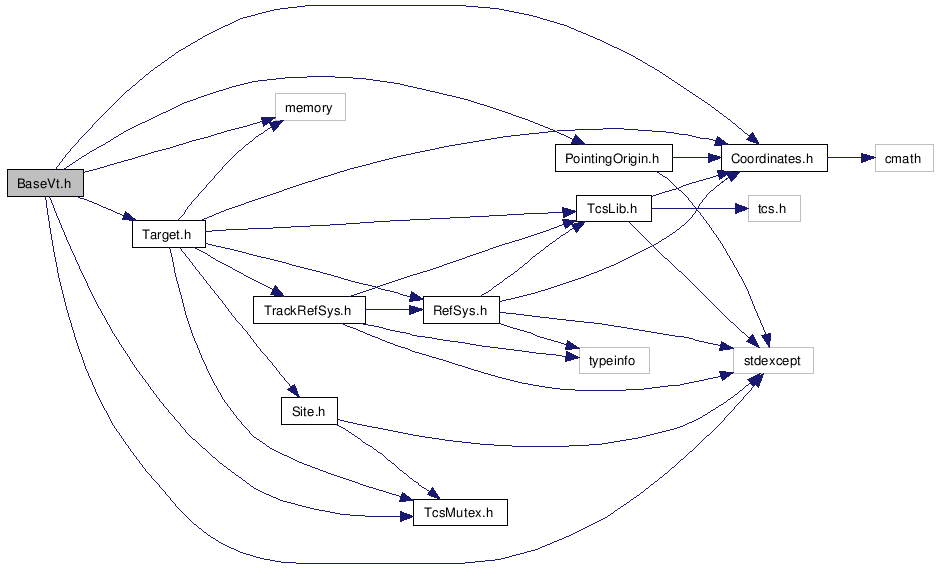 memory
PointingOrigin.h
Coordinates.h
cmath
BaseVt.h
TcsLib.h
tcs.h
Target.h
TrackRefSys.h
RefSys.h
typeinfo
stdexcept
Site.h
TcsMutex.h